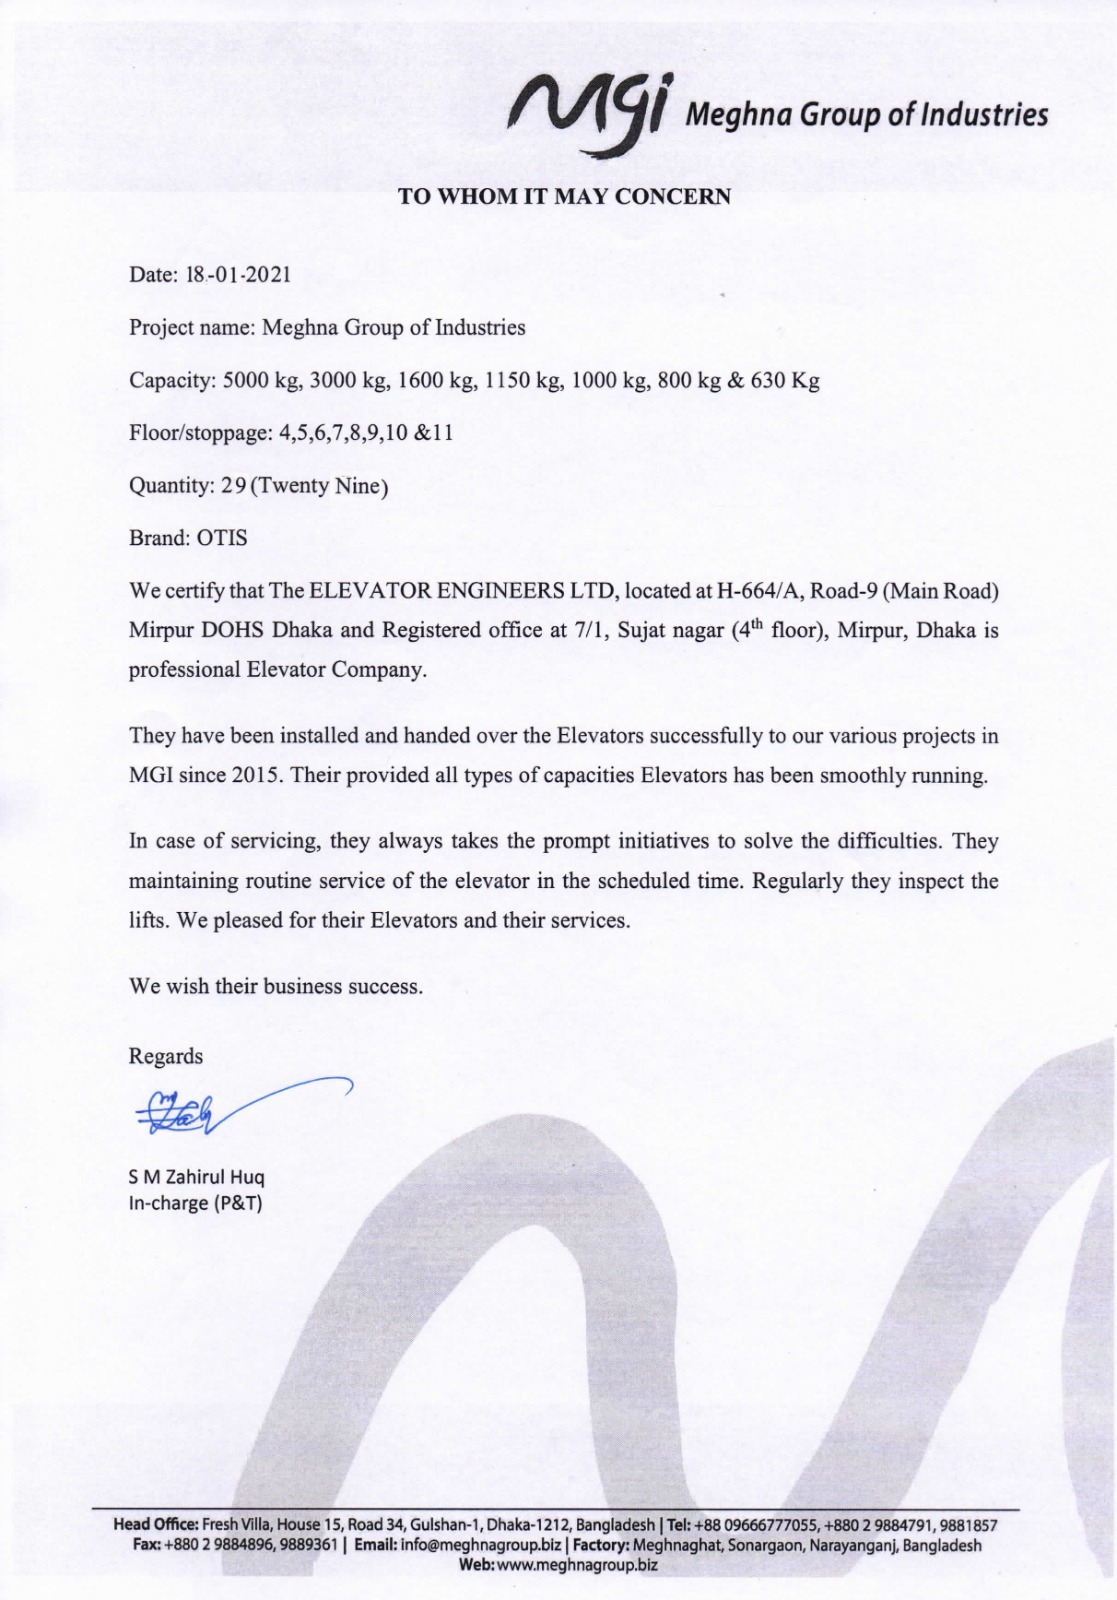 mgi Meghna Group of Industries
TO WHOM IT MAY CONCERN
Date: 18-01-2021
Project name: Meghna Group of Industries
Capacity: 5000 kg, 3000 kg, 1600 kg, 1150 kg, 1000 kg, 800 kg & 630 Kg
Floor/stoppage: 4,5,6,7,8,9,10 &11
Quantity: 29 (Twenty Nine)
Brand: OTIS
We certify that The ELEVATOR ENGINEERS LTD, located at H-664/A, Road-9 (Main Road)
Mirpur DOHS Dhaka and Registered office at 7/1, Sujat nagar (4th floor), Mirpur, Dhaka is
professional Elevator Company.
They have been installed and handed over the Elevators successfully to our various projects in
MGI since 2015. Their provided all types of capacities Elevators has been smoothly running.
In case of servicing, they always takes the prompt initiatives to solve the difficulties. They
maintaining routine service of the elevator in the scheduled time. Regularly they inspect the
lifts. We pleased for their Elevators and their services.
We wish their business success.
Regards
S M Zahirul Huq
In-charge (P&T)
Head Office: Fresh Villa, House 15, Road 34, Gulshan-1, Dhaka-1212, Bangladesh | Tel: +88 09666777055, +880 2 9884791, 9881857
Fax: +880 2 9884896, 9889361 | Email: info@meghnagroup.biz | Factory: Meghnaghat, Sonargaon, Narayanganj, Bangladesh
Web: www.meghnagroup.biz